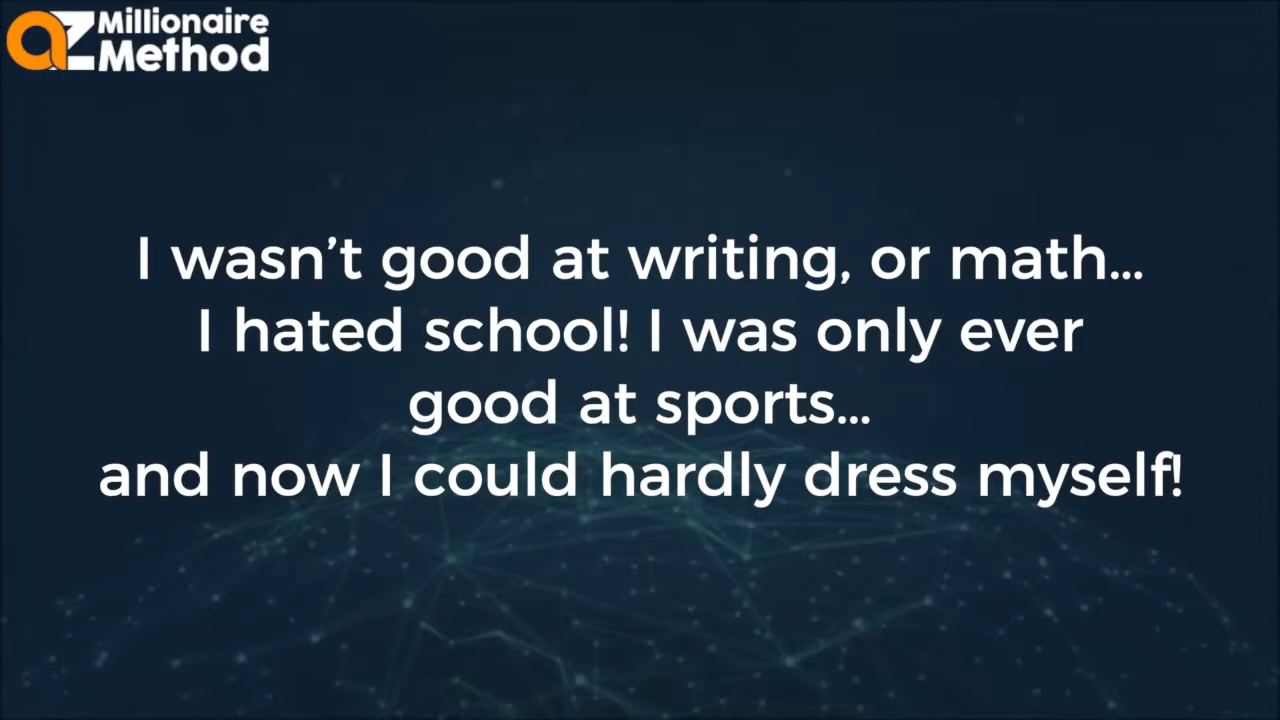 az Millionaire
Method
I wasn’t good at writing, or math...
I hated school! I was only ever
good at sports...
and now I could hardly dress myself!